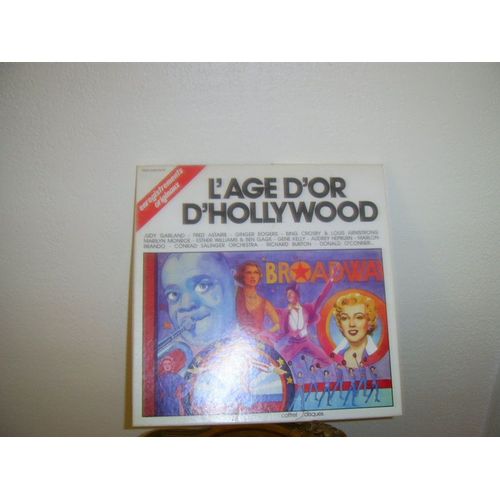 enregistrements
originaux
L'AGE D'OR
D'HOLLYWOOD
JUDY GARLAND - FRED ASTAIRE - GINGER ROGERS - BING CROSBY & LOUIS ARMSTRONG
MARILYN MONROE - ESTHER WILLIAMS & BEN GAGE - GENE KELLY - AUDREY HEPBURN - MARLON
BRANDO - CONRAD SALINGER ORCHESTRA - RICHARD BURTON - DONALD O'CONNER...
BROADWAY
coffret disques